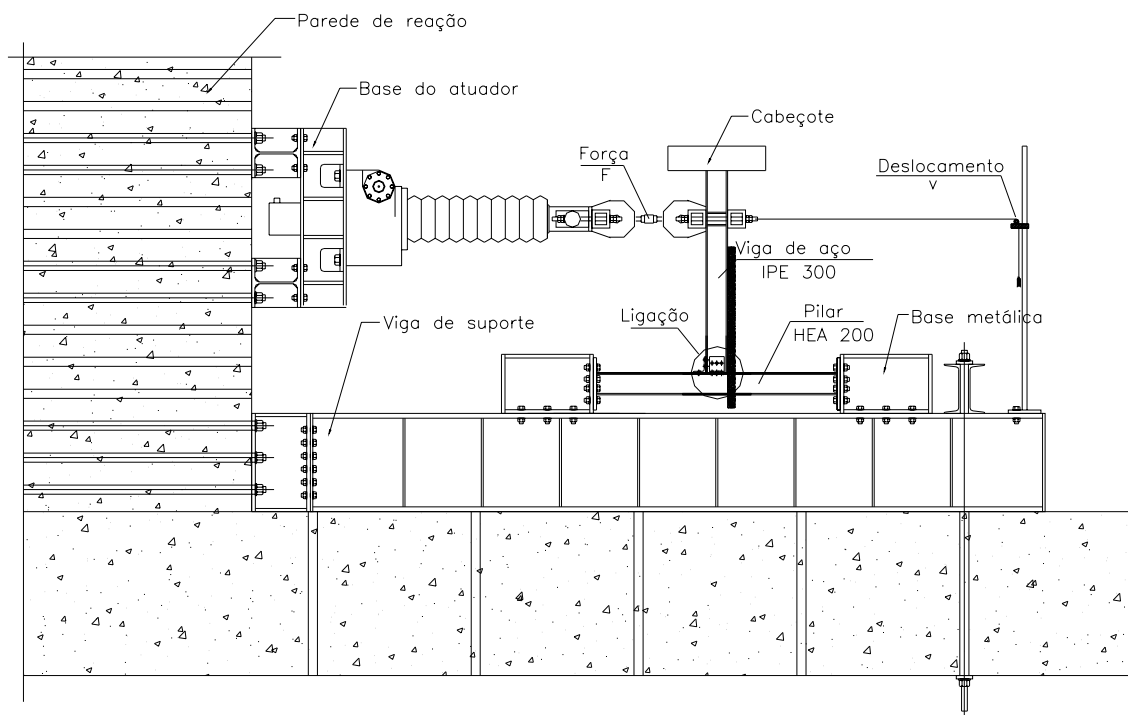 Parede de reação
Base do atuador
Cabeçote
Força
F
Deslocamento
v
Viga de aço
IPE 300
Viga de suporte
Ligação
Pilar
HEA 200
Base metálica